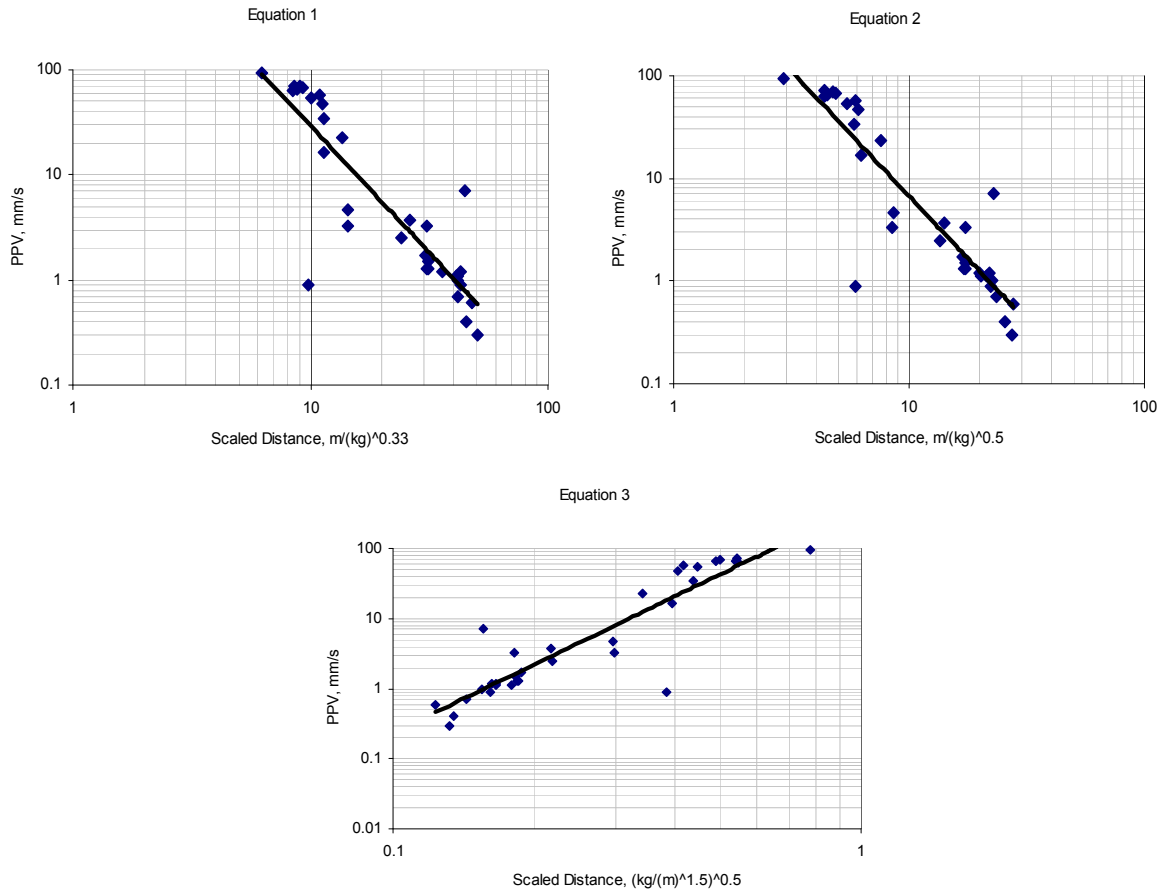 Equation 1
100
10
1
0.1
PPV, mm/s
1
10
100
Scaled Distance, m/(kg)^0.33
Equation 2
100
10
1
0.1
PPV, mm/s
1
10
100
Scaled Distance, m/(kg)^0.5
Equation 3
100
10
1
0.1
0.01
PPV, mm/s
0.1
1
Scaled Distance, (kg/(m)^1.5)^0.5